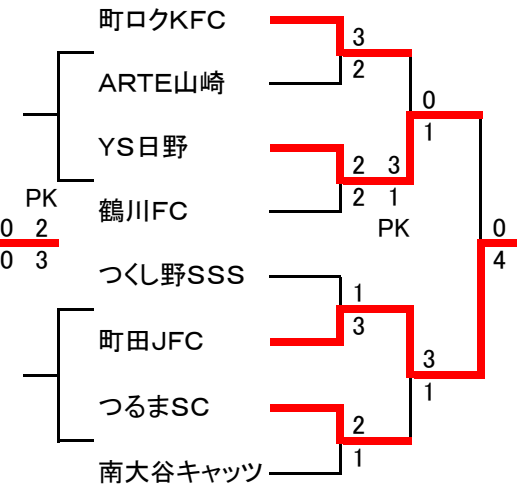 町ロクKFC
3
ARTE山崎
2
0
1
YS日野
2 3
PK
鶴川FC
2 1
PK
0 2
0
0 3
4
つくし野SSS
1
町田JFC
3
3
1
つるまSC
2
南大谷キャッツ
1